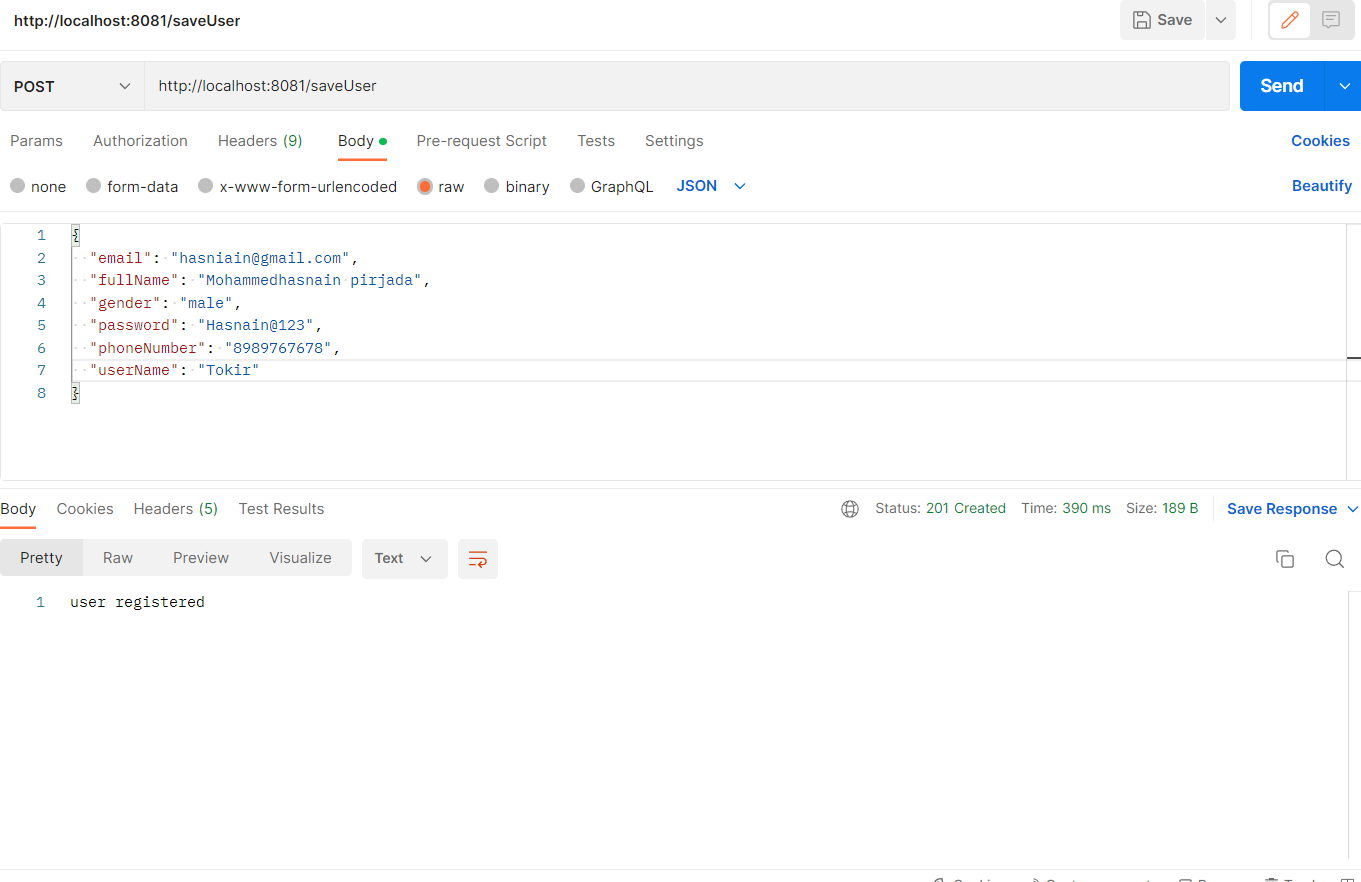 http://localhost:8081/saveUser
Save
POST
http://localhost:8081/saveUser
Send
Params Authorization Headers (9) Body Pre-request Script Tests Settings Cookies
none form-data x-www-form-urlencoded raw binary GraphQL JSON Beautify
1 {
2 "email": "hasniain@gmail.com",
3 "fullName": "Mohammedhasnain pirjada",
4 "gender": "male",
5 "password": "Hasnain@123",
6 "phoneNumber": "8989767678",
7 "userName": "Tokir"
8 }
Body Cookies Headers (5) Test Results Status: 201 Created Time: 390 ms Size: 189 B Save Response
Pretty Raw Preview Visualize Text
1 user registered